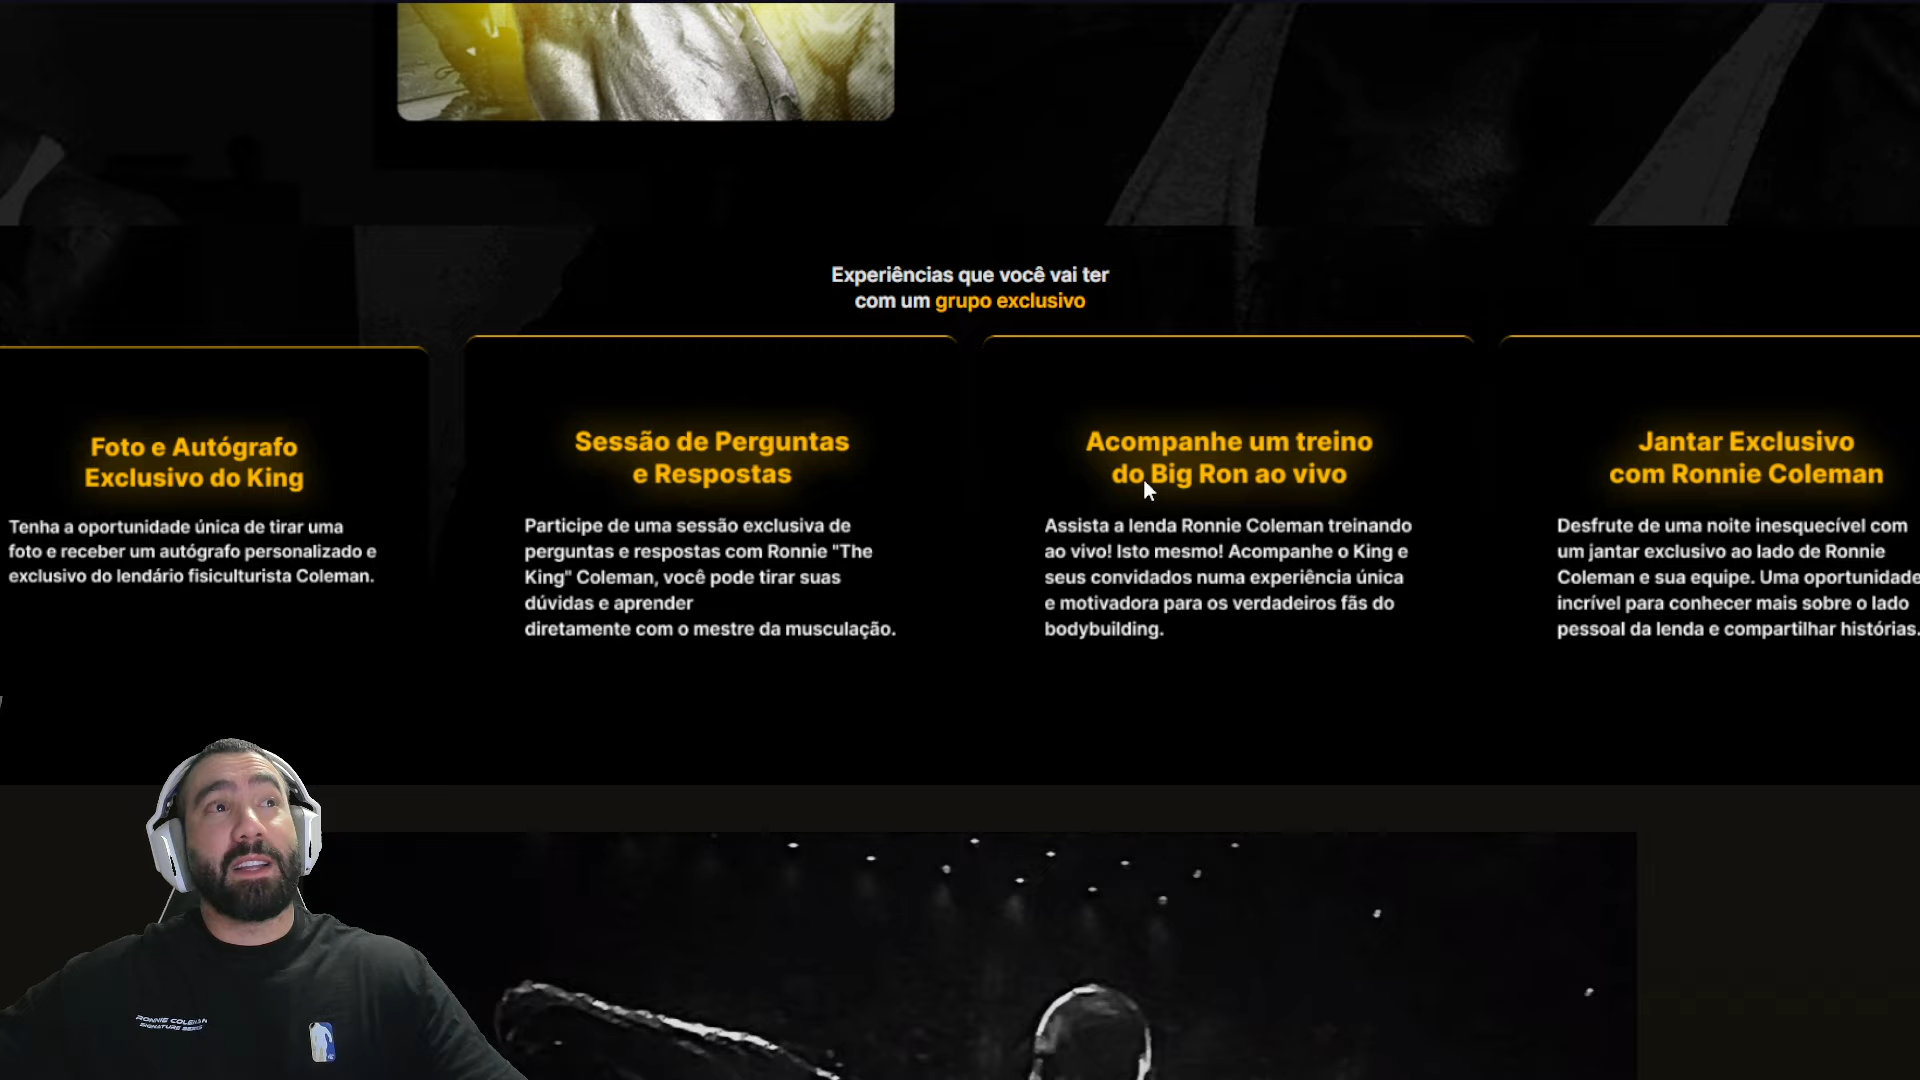 Experiências que você vai ter
com um grupo exclusivo
Foto e Autógrafo
Exclusivo do King
Tenha a oportunidade única de tirar uma
foto e receber um autógrafo personalizado e
exclusivo do lendário fisiculturista Coleman.
Sessão de Perguntas
e Respostas
Participe de uma sessão exclusiva de
perguntas e respostas com Ronnie "The
King" Coleman, você pode tirar suas
dúvidas e aprender
diretamente com o mestre da musculação.
Acompanhe um treino
do Big Ron ao vivo
Assista a lenda Ronnie Coleman treinando
ao vivo! Isto mesmo! Acompanhe o King e
seus convidados numa experiência única
e motivadora para os verdadeiros fãs do
bodybuilding.
Jantar Exclusivo
com Ronnie Coleman
Desfrute de uma noite inesquecível com
um jantar exclusivo ao lado de Ronnie
Coleman e sua equipe. Uma oportunidade
incrível para conhecer mais sobre o lado
pessoal da lenda e compartilhar histórias.
RONNIE COLEMAN
SIGNATURE SERIES